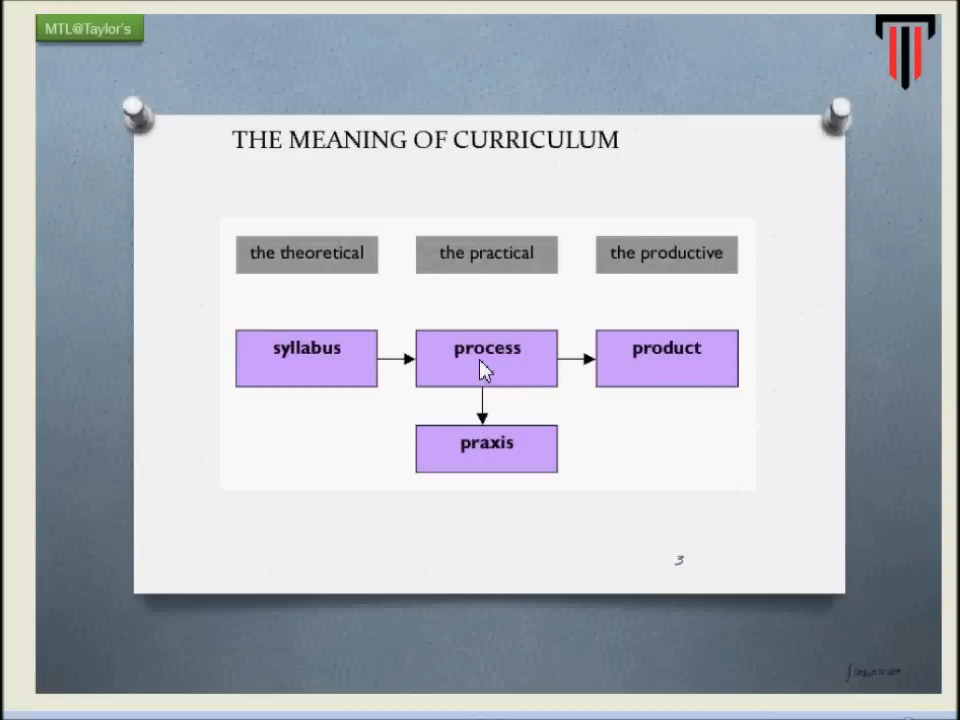 MTL@Taylor's
THE MEANING OF CURRICULUM
the theoretical
the practical
the productive
syllabus
process
product
praxis
3